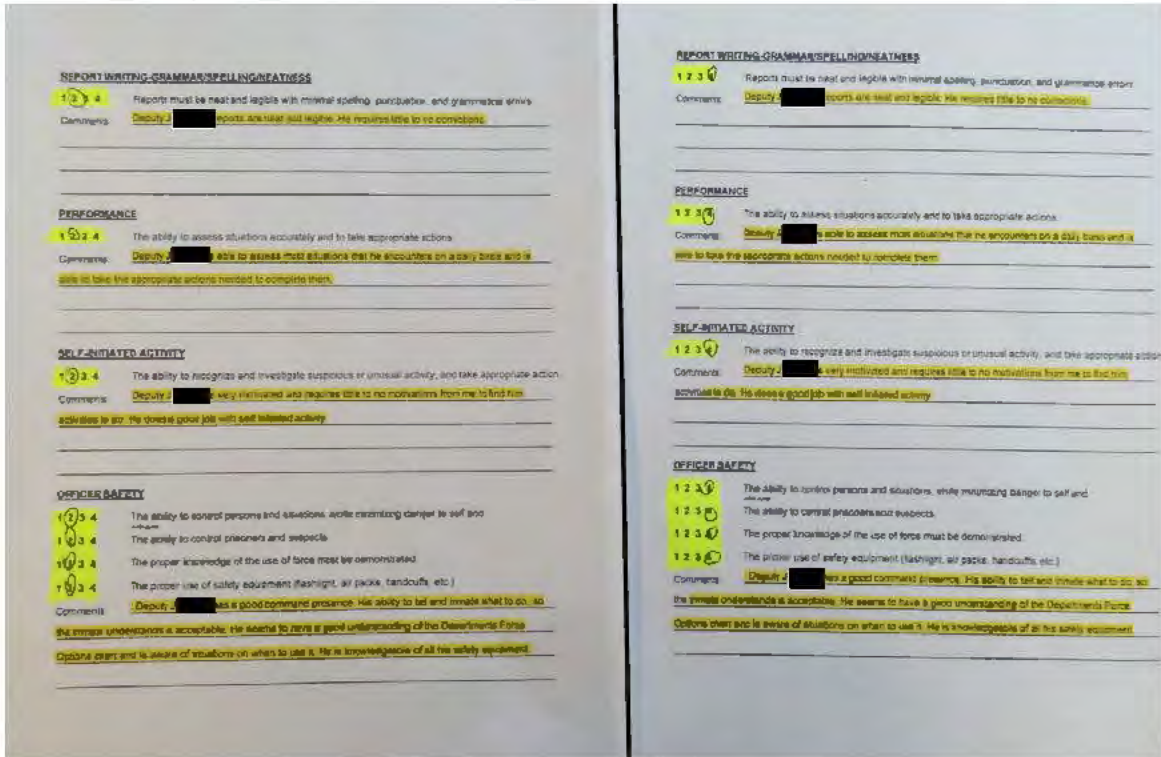 REPORT WRITING-GRAMMAR/SPELLING/NEATNESS
1 2 3 4 Reports must be neat and legible with minimal spelling, punctuation, and grammatical errors
Comments Deputy J reports are neat and legible. He requires little to no corrections.
PERFORMANCE
1 2 3 4 The ability to assess situations accurately and to take appropriate actions
Comments Deputy J is able to assess most situations that he encounters on a daily basis and is
able to take the appropriate actions needed to complete them.
SELF-INITIATED ACTIVITY
1 2 3 4 The ability to recognize and investigate suspicious or unusual activity, and take appropriate action
Comments Deputy J is very motivated and requires little to no motivations from me to find him
activities to do. He does a good job with self initiated activity
OFFICER SAFETY
1 2 3 4 The ability to control persons and situations, while minimizing danger to self and
1 2 3 4 The ability to control prisoners and suspects.
1 2 3 4 The proper knowledge of the use of force must be demonstrated.
1 2 3 4 The proper use of safety equipment (flashlight, air packs, handcuffs, etc.)
Comments Deputy J has a good command presence. His ability to tell and inmate what to do, so
the inmate understands is acceptable. He seems to have a good understanding of the Departments Force
Options chart and is aware of situations on when to use it. He is knowledgeable of all his safety equipment.
REPORT WRITING-GRAMMAR/SPELLING/NEATNESS
1 2 3 4 Reports must be neat and legible with minimal spelling, punctuation, and grammatical errors
Comments Deputy J reports are neat and legible. He requires little to no corrections.
PERFORMANCE
1 2 3 4 The ability to assess situations accurately and to take appropriate actions.
Comments Deputy J is able to assess most situations that he encounters on a daily basis and is
able to take the appropriate actions needed to complete them.
SELF-INITIATED ACTIVITY
1 2 3 4 The ability to recognize and investigate suspicious or unusual activity, and take appropriate action
Comments Deputy J is very motivated and requires little to no motivations from me to find him
activities to do. He does a good job with self initiated activity
OFFICER SAFETY
1 2 3 4 The ability to control persons and situations, while minimizing danger to self and
1 2 3 4 The ability to control prisoners and suspects.
1 2 3 4 The proper knowledge of the use of force must be demonstrated.
1 2 3 4 The proper use of safety equipment (flashlight, air packs, handcuffs, etc.)
Comments Deputy J has a good command presence. His ability to tell and inmate what to do, so
the inmate understands is acceptable. He seems to have a good understanding of the Departments Force
Options chart and is aware of situations on when to use it. He is knowledgeable of all his safety equipment.